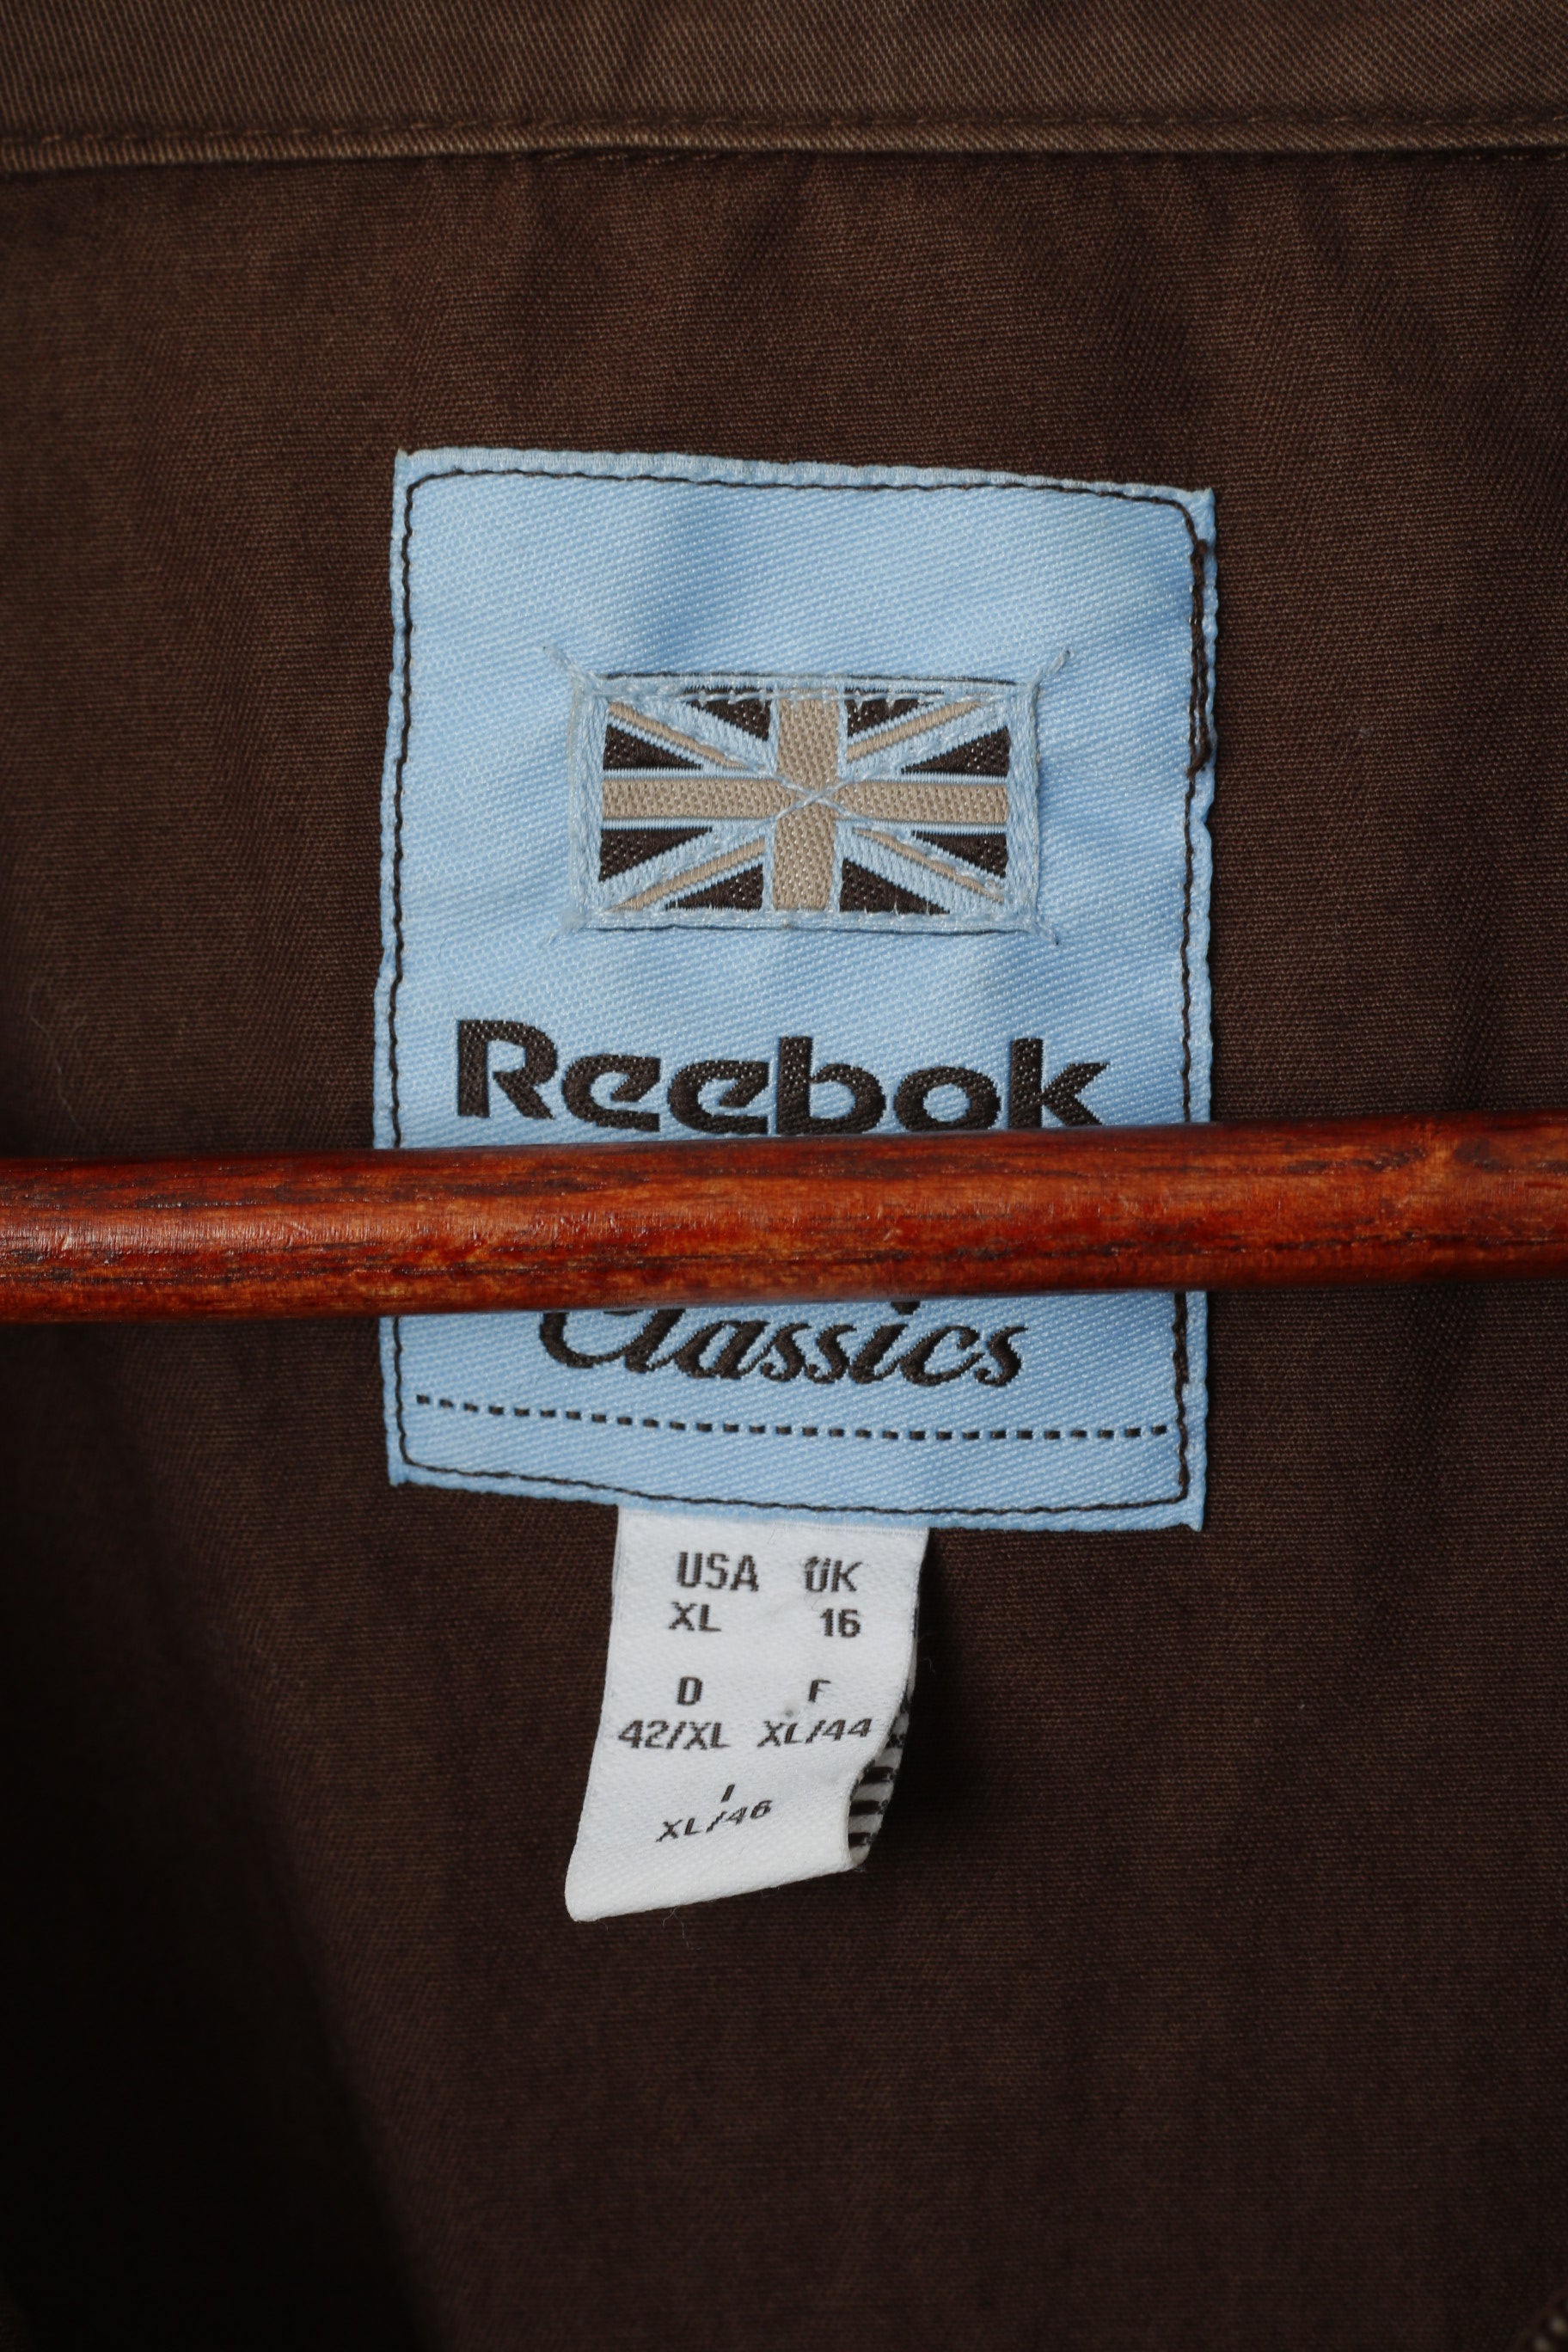 Reebok
Classics
USA UK
XL 16
D F
42/XL XL/44
I
XL/46